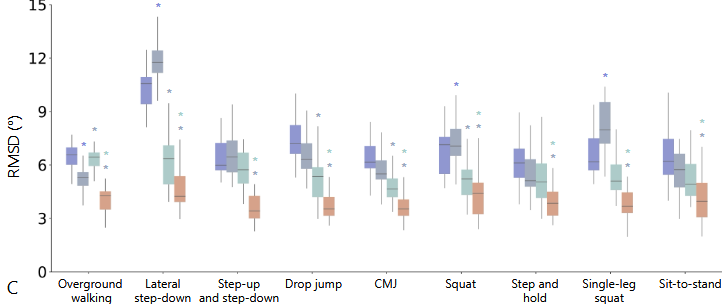 15
12
9
6
3
0
RMSD (º)
C
Overground
walking
Lateral
step-down
Step-up
and step-down
Drop jump
CMJ
Squat
Step and
hold
Single-leg
squat
Sit-to-stand